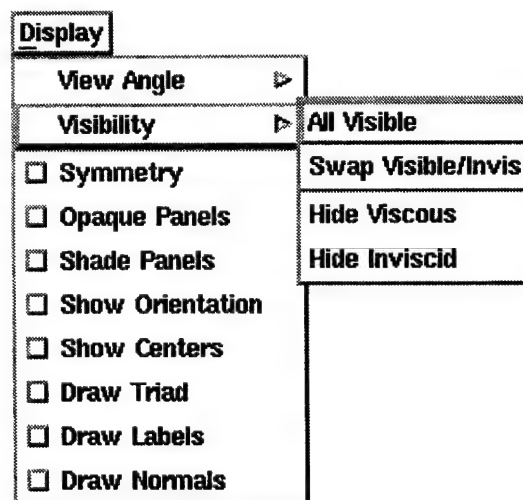 Display
View Angle
Visibility
All Visible
Swap Visible/Invis
Hide Viscous
Hide Inviscid
Symmetry
Opaque Panels
Shade Panels
Show Orientation
Show Centers
Draw Triad
Draw Labels
Draw Normals